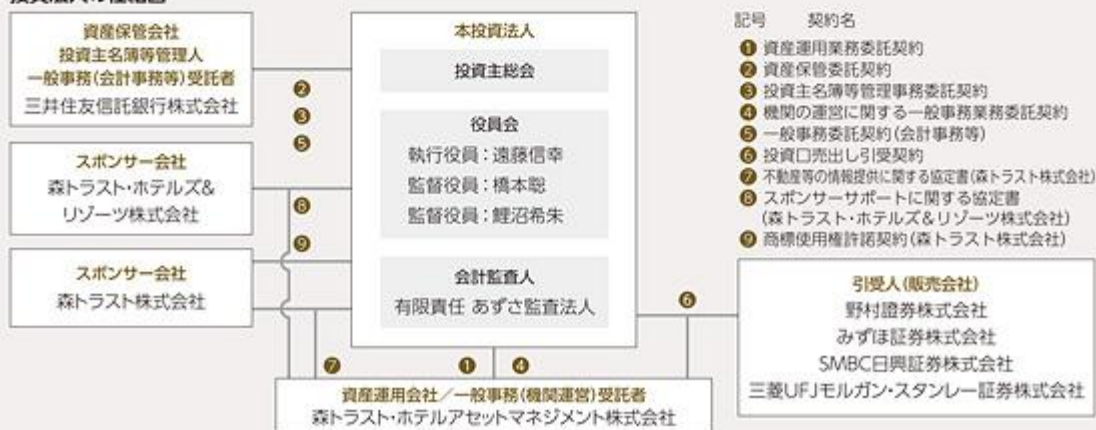 資産保管会社
投資主名簿等管理人
一般事務(会計事務等)受託者
三井住友信託銀行株式会社
スポンサー会社
森トラスト・ホテルズ&
リゾーツ株式会社
スポンサー会社
森トラスト株式会社
❷
❸
❺
❽
❾
❼
本投資法人
投資主総会
役員会
執行役員：遠藤信幸
監督役員：橋本聡
監督役員：鯉沼希朱
会計監査人
有限責任 あずさ監査法人
❶ ❹
資産運用会社／一般事務(機関運営)受託者
森トラスト・ホテルアセットマネジメント株式会社
記号 契約名
❶ 資産運用業務委託契約
❷ 資産保管委託契約
❸ 投資主名簿等管理事務委託契約
❹ 機関の運営に関する一般事務業務委託契約
❺ 一般事務委託契約(会計事務等)
❻ 投資口売出し引受契約
❼ 不動産等の情報提供に関する協定書(森トラスト株式会社)
❽ スポンサーサポートに関する協定書
(森トラスト・ホテルズ&リゾーツ株式会社)
❾ 商標使用権許諾契約(森トラスト株式会社)
❻
引受人(販売会社)
野村證券株式会社
みずほ証券株式会社
SMBC日興証券株式会社
三菱UFJモルガン・スタンレー証券株式会社